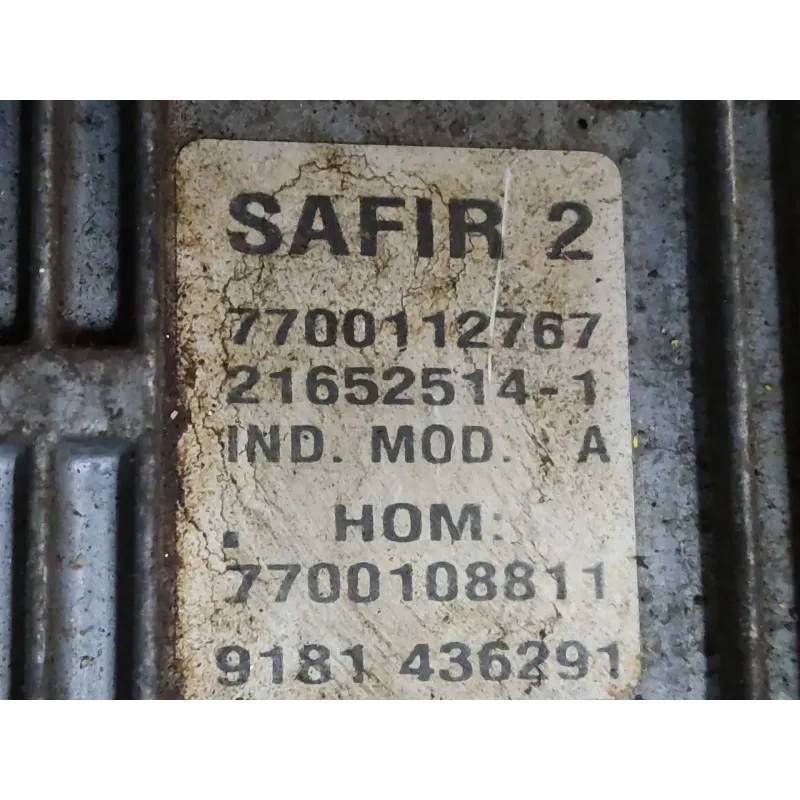 SAFIR 2
7700112767
21652514-1
IND. MOD. A
. HOM:
7700108811
9181 436291